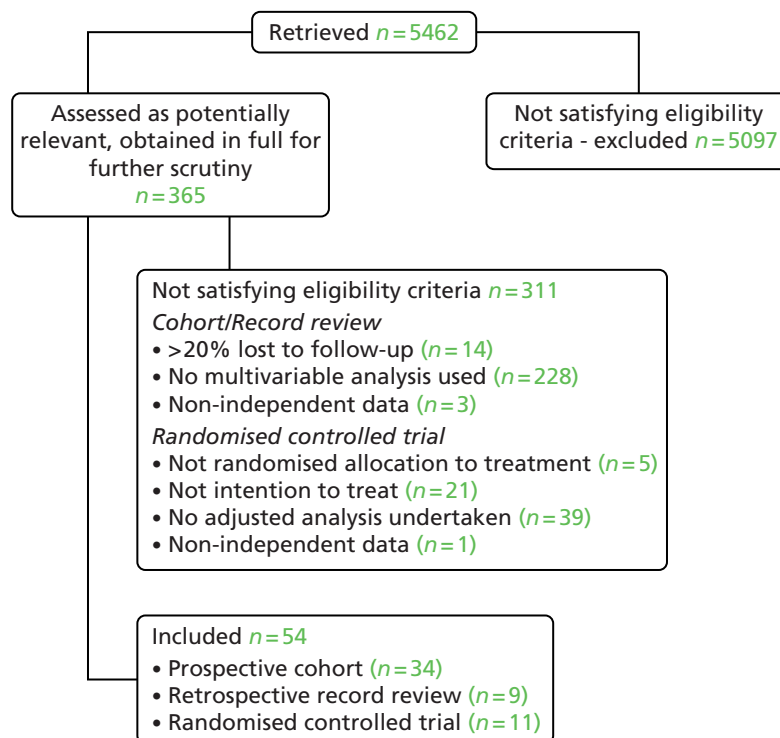 Retrieved n=5462
Assessed as potentially
relevant, obtained in full for
further scrutiny
n=365
Not satisfying eligibility
criteria - excluded n=5097
Not satisfying eligibility criteria n=311
Cohort/Record review
• >20% lost to follow-up (n=14)
• No multivariable analysis used (n=228)
• Non-independent data (n=3)
Randomised controlled trial
• Not randomised allocation to treatment (n=5)
• Not intention to treat (n=21)
• No adjusted analysis undertaken (n=39)
• Non-independent data (n=1)
Included n=54
• Prospective cohort (n=34)
• Retrospective record review (n=9)
• Randomised controlled trial (n=11)